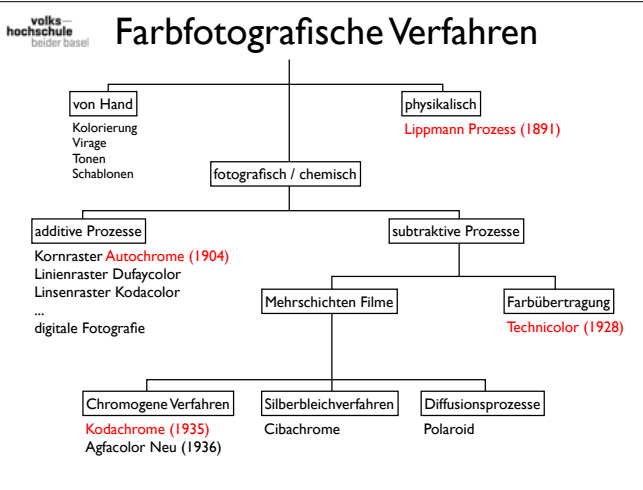 volks—
hochschule
beider basel
Farbfotografische Verfahren
von Hand
Kolorierung
Virage
Tonen
Schablonen
physikalisch
Lippmann Prozess (1891)
fotografisch / chemisch
additive Prozesse
Kornraster Autochrome (1904)
Linienraster Dufaycolor
Linsenraster Kodacolor
...
digitale Fotografie
subtraktive Prozesse
Mehrschichten Filme
Farbübertragung
Technicolor (1928)
Chromogene Verfahren
Kodachrome (1935)
Agfacolor Neu (1936)
Silberbleichverfahren
Cibachrome
Diffusionsprozesse
Polaroid